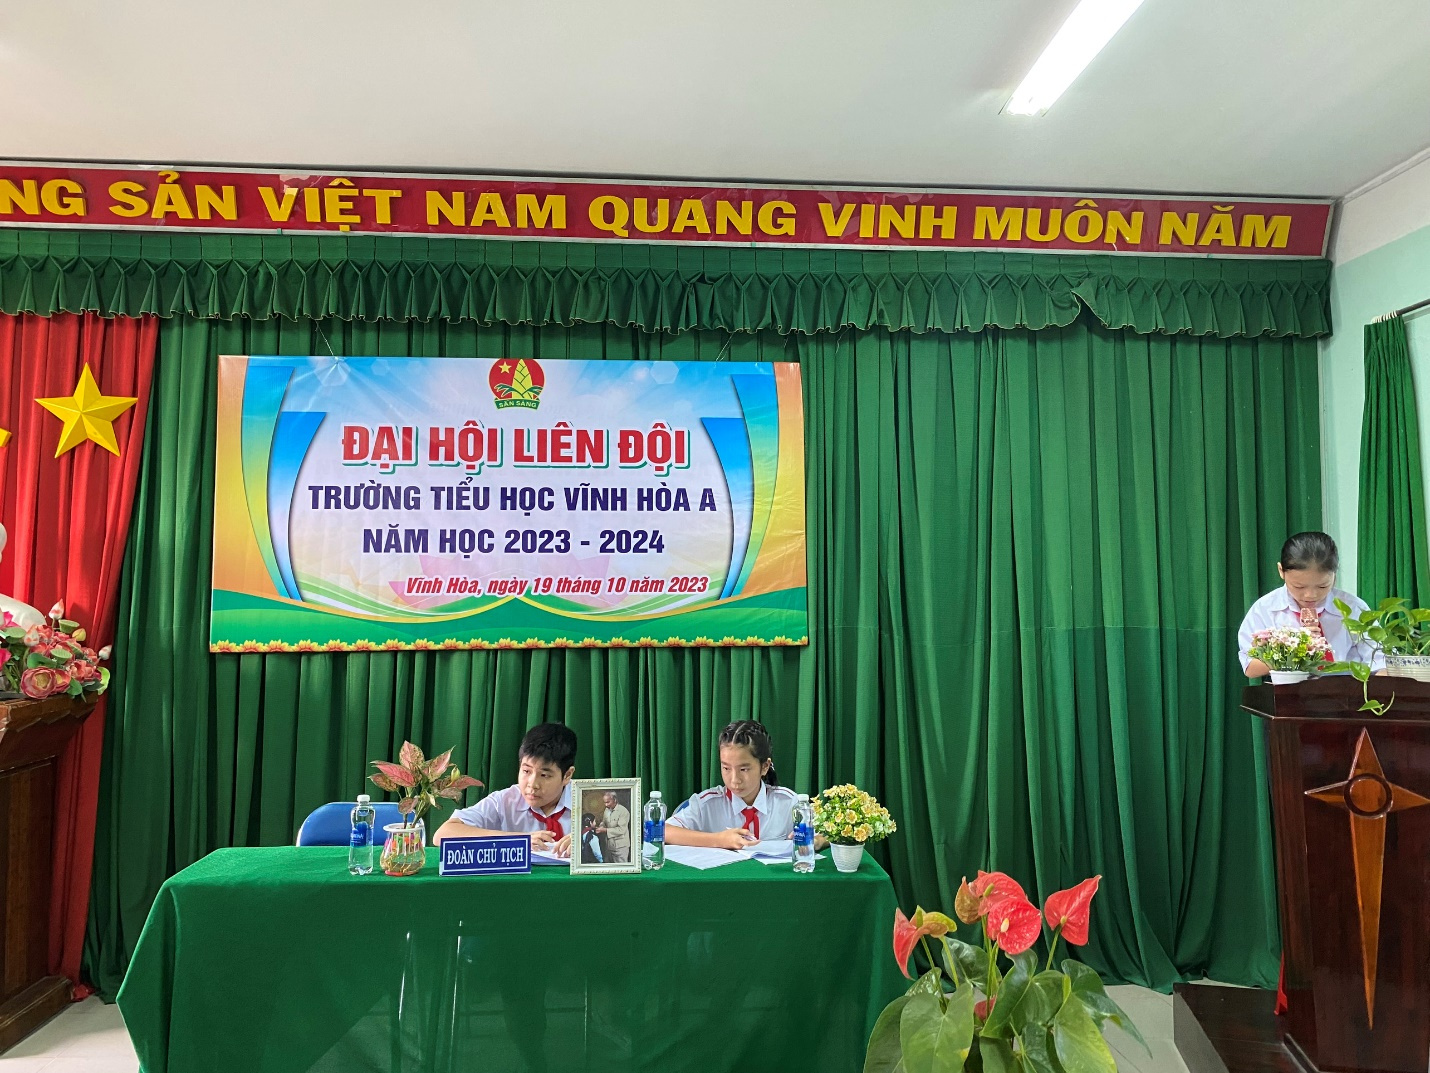 NG SẢN VIỆT NAM QUANG VINH MUÔN NĂM
SẴN SÀNG
ĐẠI HỘI LIÊN ĐỘI
TRƯỜNG TIỂU HỌC VĨNH HÒA A
NĂM HỌC 2023 - 2024
Vĩnh Hòa, ngày 19 tháng 10 năm 2023
ĐOÀN CHỦ TỊCH